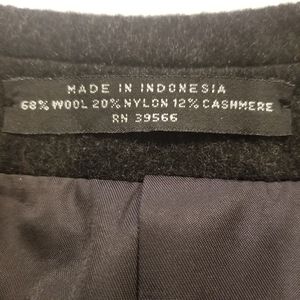 MADE IN INDONESIA
68% WOOL 20% NYLON 12% CASHMERE
RN 39566